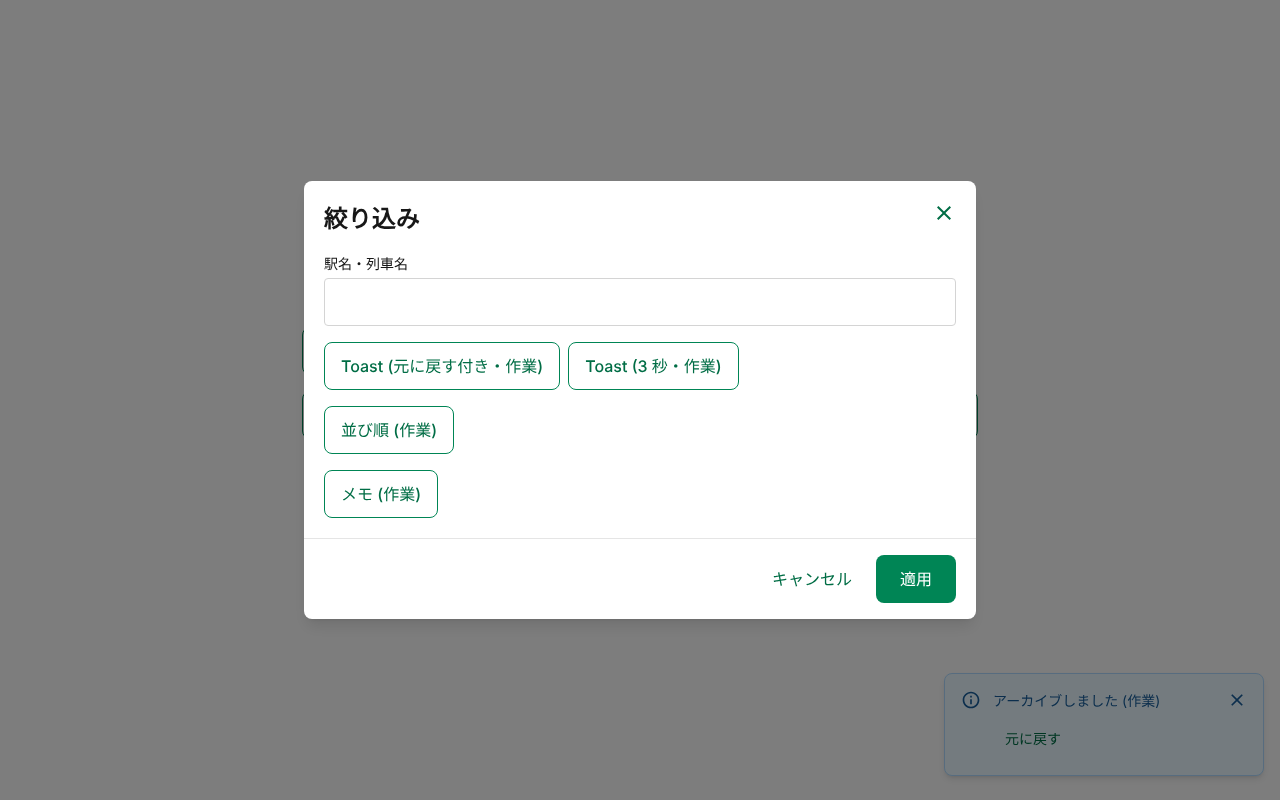 絞り込み
駅名・列車名
Toast (元に戻す付き・作業)
Toast (3 秒・作業)
並び順 (作業)
メモ (作業)
キャンセル
適用
アーカイブしました (作業)
元に戻す